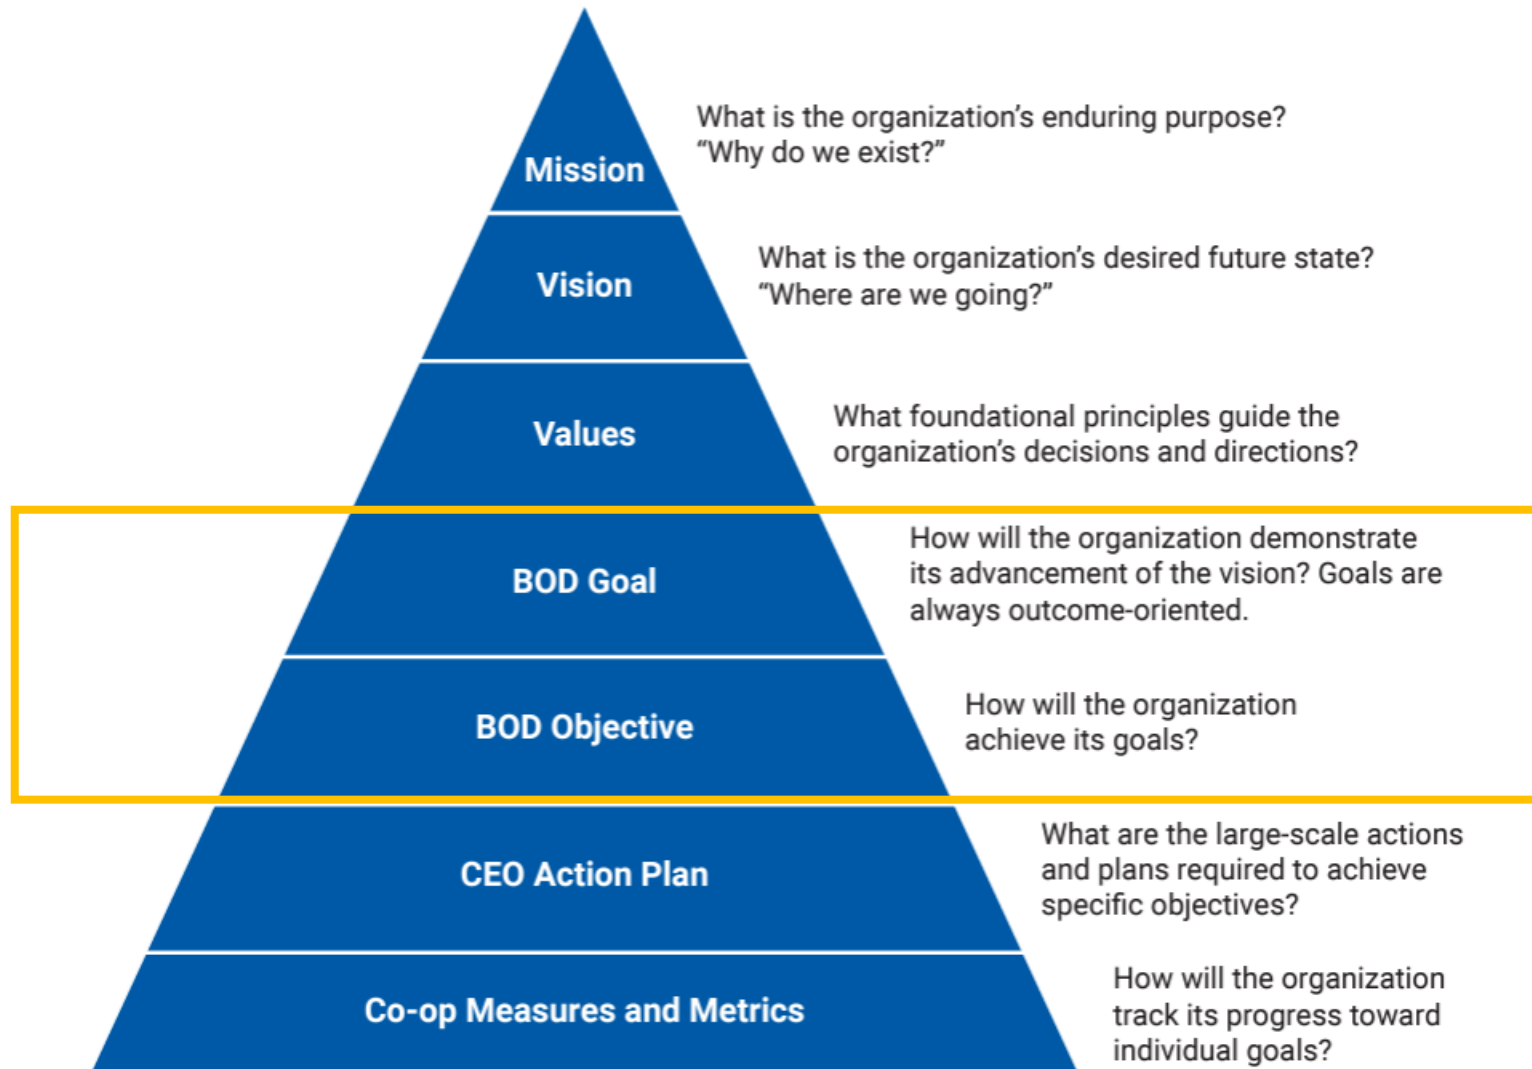 Mission
What is the organization’s enduring purpose?
“Why do we exist?”
Vision
What is the organization’s desired future state?
“Where are we going?”
Values
What foundational principles guide the
organization’s decisions and directions?
BOD Goal
How will the organization demonstrate
its advancement of the vision? Goals are
always outcome-oriented.
BOD Objective
How will the organization
achieve its goals?
CEO Action Plan
What are the large-scale actions
and plans required to achieve
specific objectives?
Co-op Measures and Metrics
How will the organization
track its progress toward
individual goals?